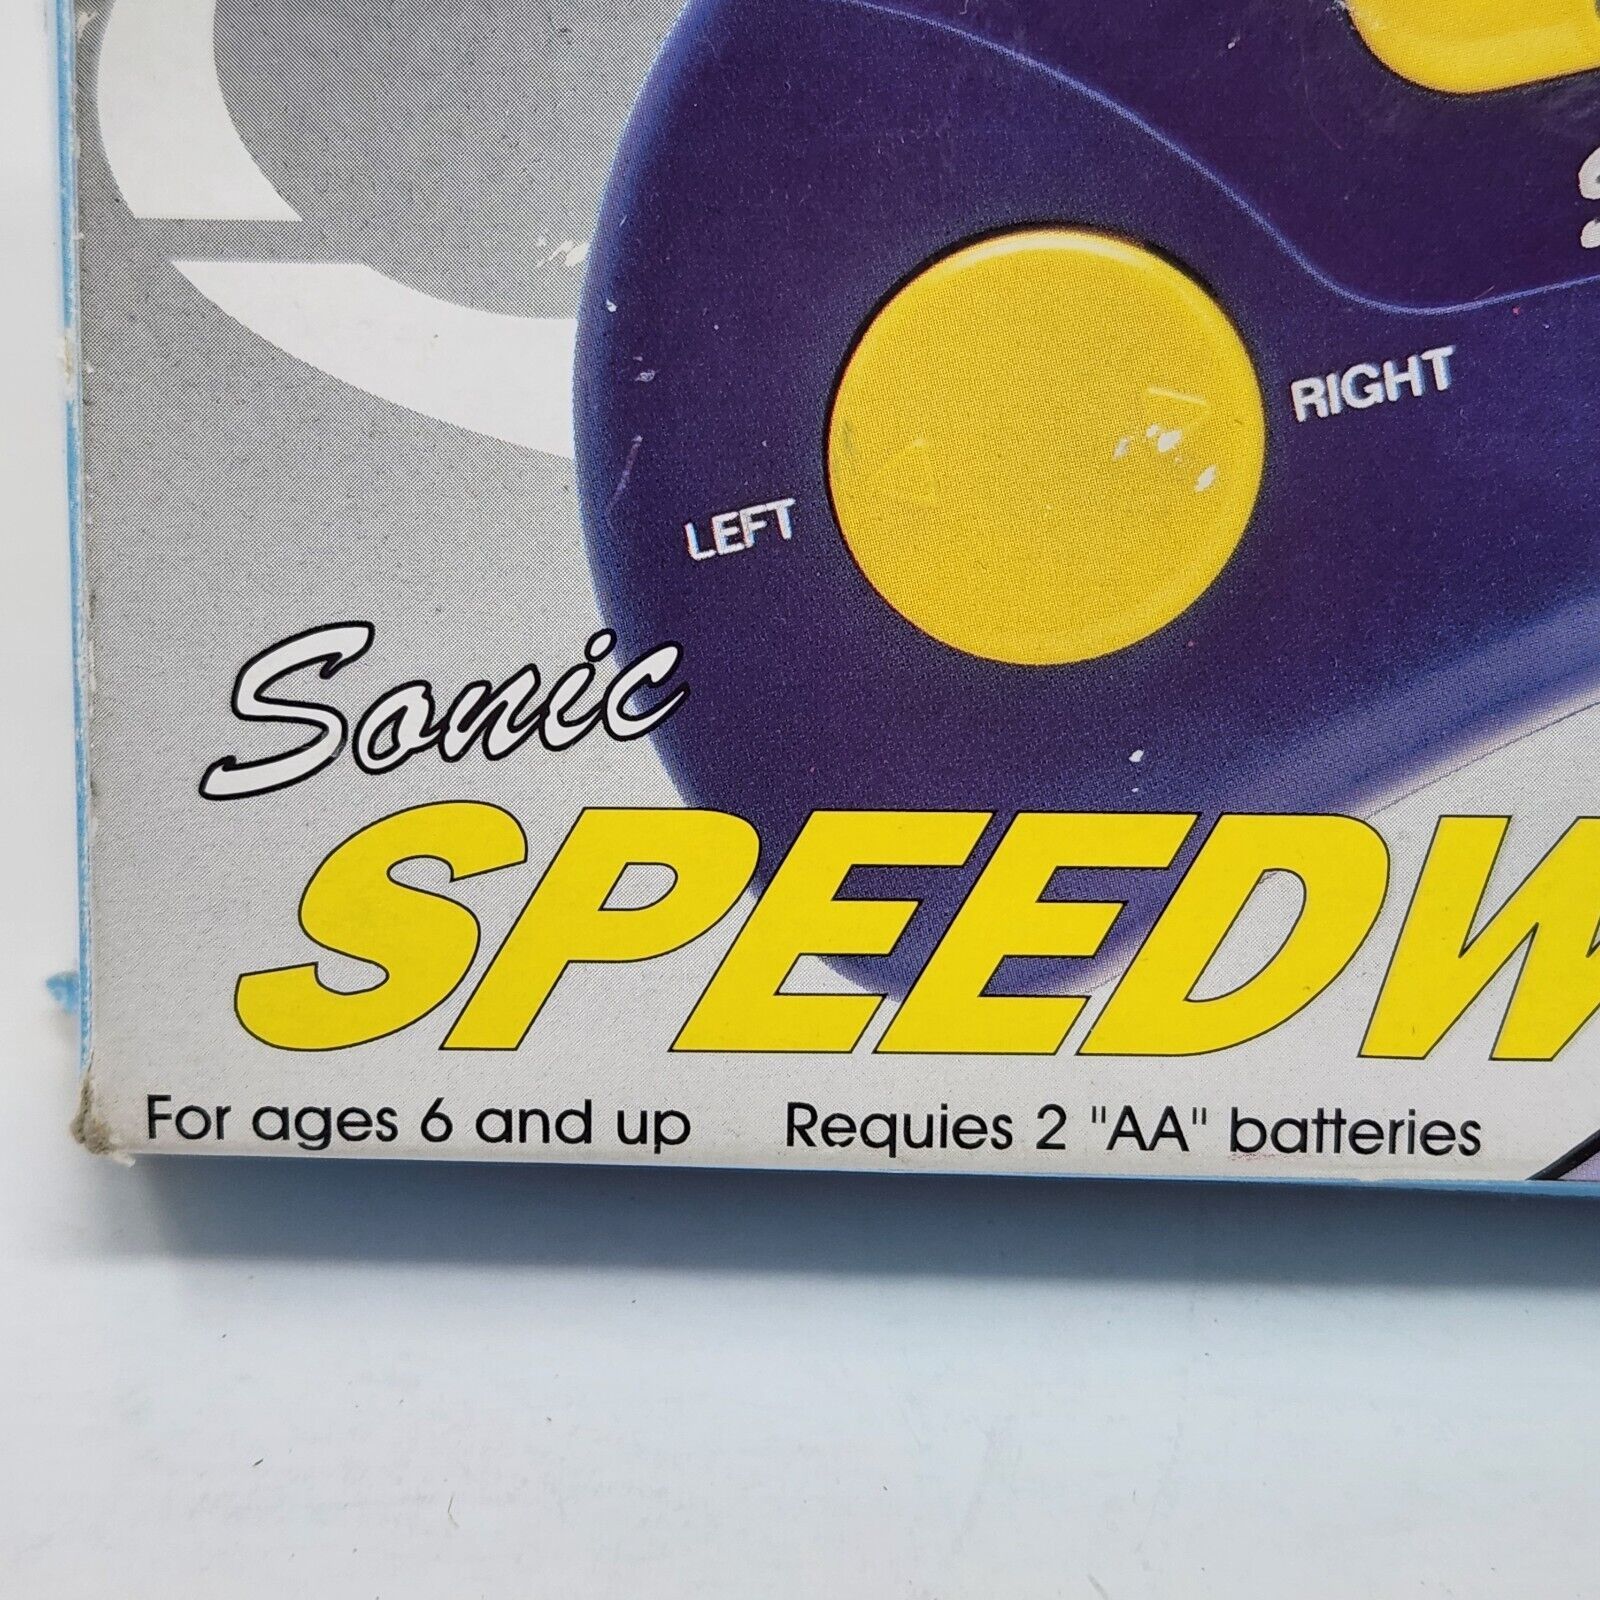 S
RIGHT
LEFT
Sonic
SPEEDW
For ages 6 and up Requies 2 "AA" batteries